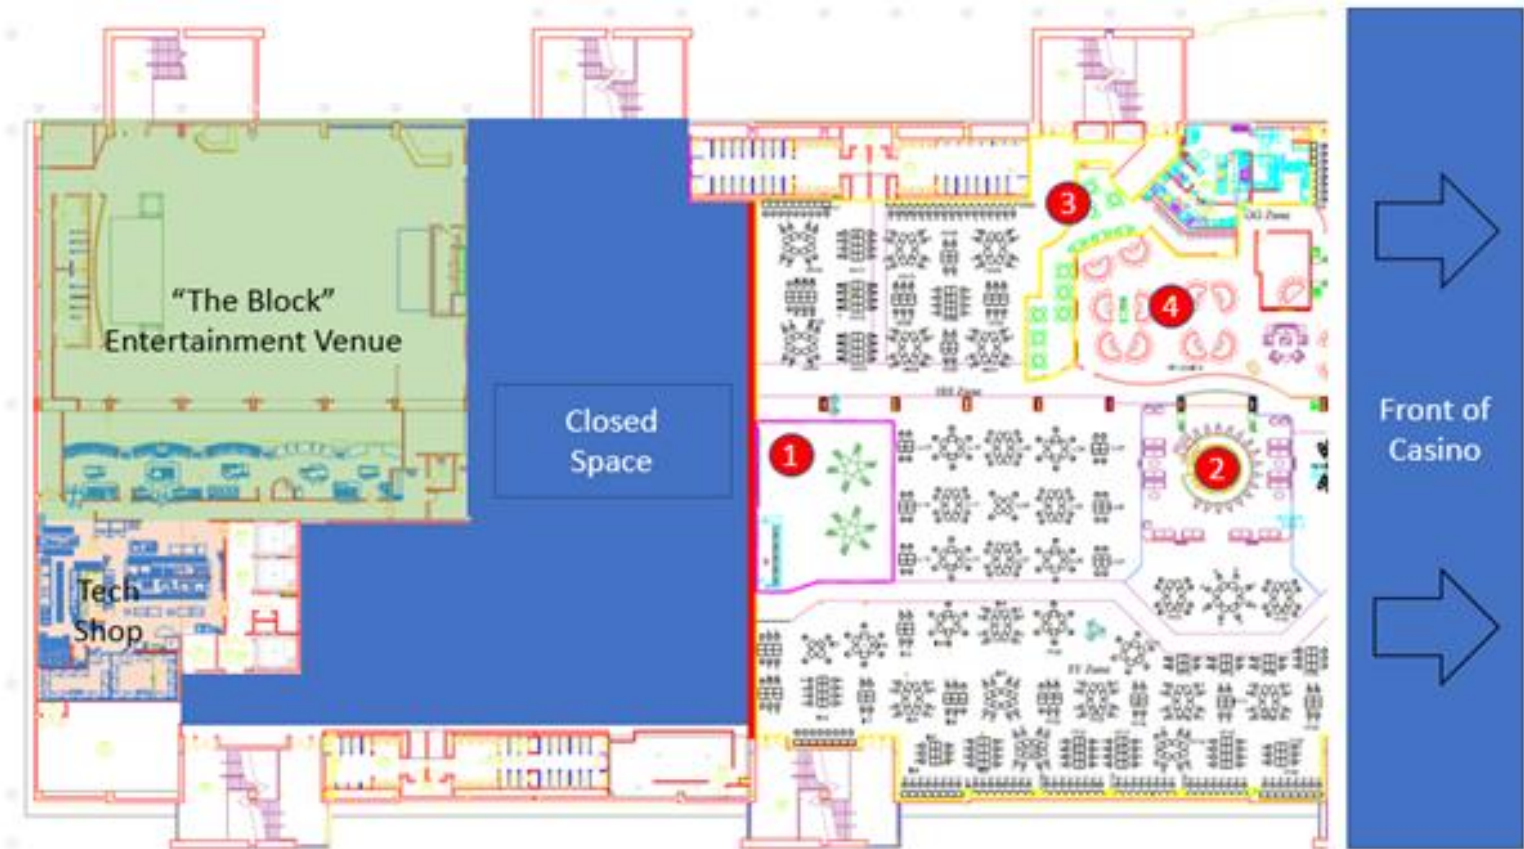 “The Block”
Entertainment Venue
Closed
Space
Tech
Shop
1
2
3
4
Front of
Casino